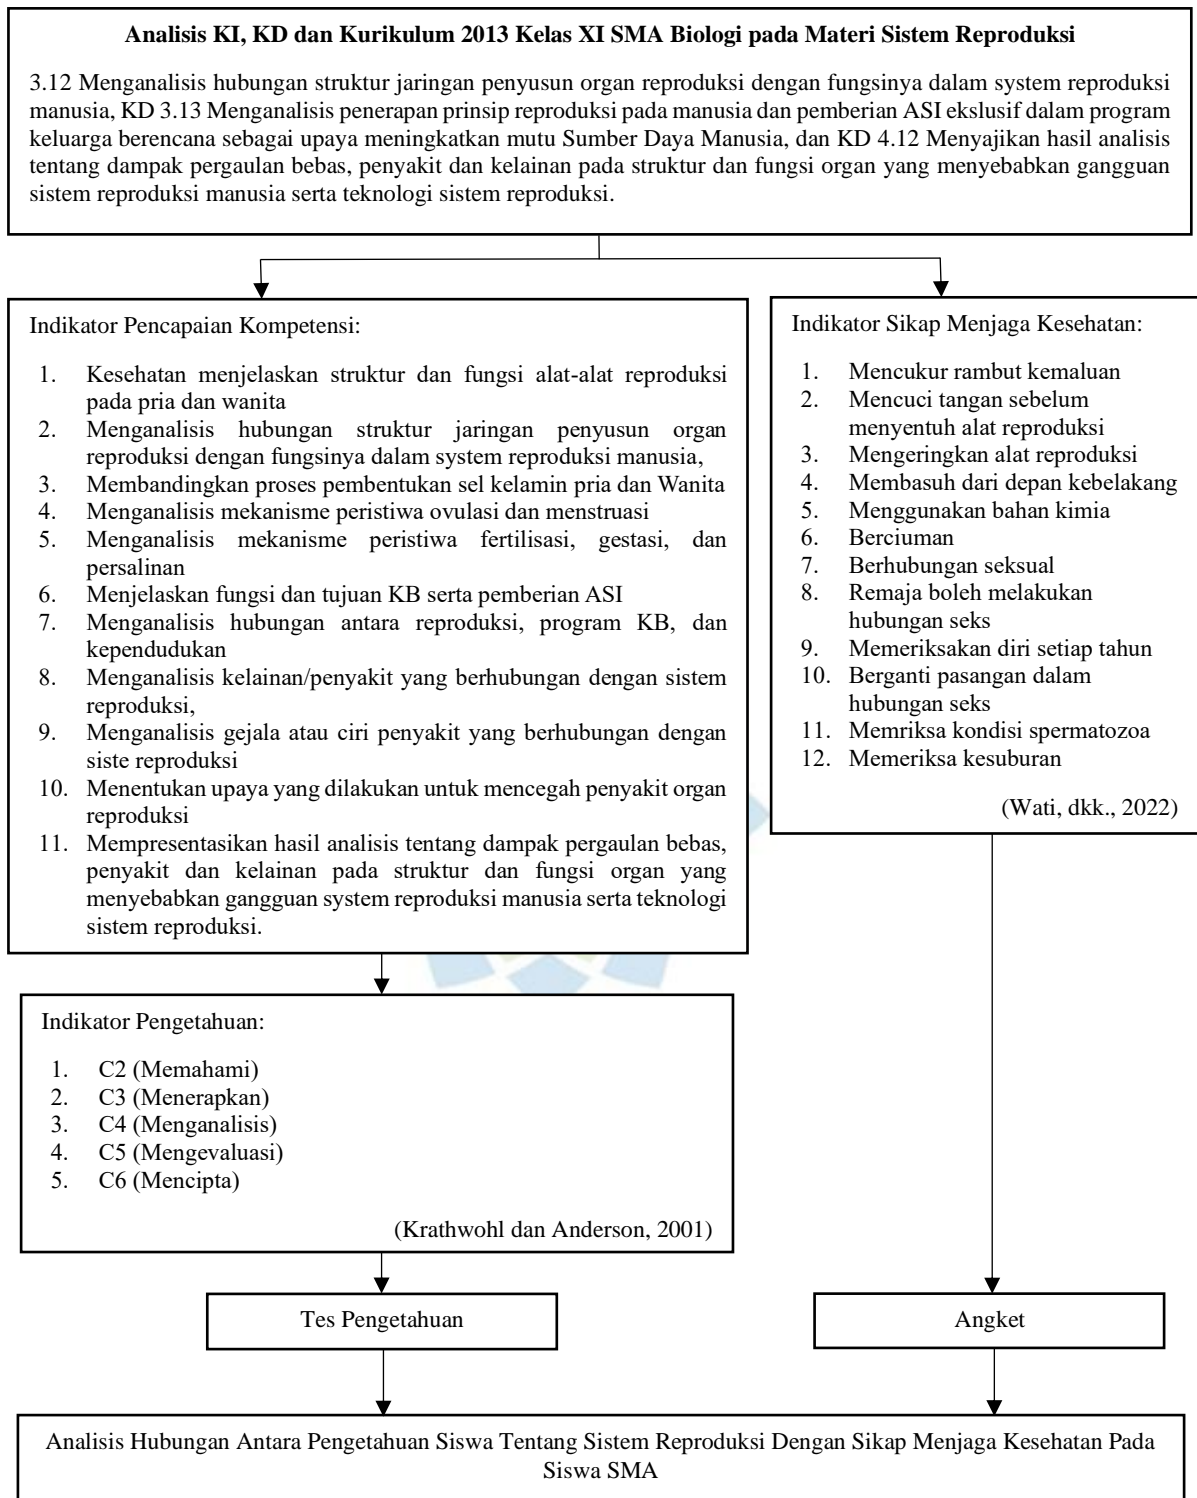 Analisis KI, KD dan Kurikulum 2013 Kelas XI SMA Biologi pada Materi Sistem Reproduksi
3.12 Menganalisis hubungan struktur jaringan penyusun organ reproduksi dengan fungsinya dalam system reproduksi
manusia, KD 3.13 Menganalisis penerapan prinsip reproduksi pada manusia dan pemberian ASI ekslusif dalam program
keluarga berencana sebagai upaya meningkatkan mutu Sumber Daya Manusia, dan KD 4.12 Menyajikan hasil analisis
tentang dampak pergaulan bebas, penyakit dan kelainan pada struktur dan fungsi organ yang menyebabkan gangguan
sistem reproduksi manusia serta teknologi sistem reproduksi.
Indikator Pencapaian Kompetensi:
1. Kesehatan menjelaskan struktur dan fungsi alat-alat reproduksi
pada pria dan wanita
2. Menganalisis hubungan struktur jaringan penyusun organ
reproduksi dengan fungsinya dalam system reproduksi manusia,
3. Membandingkan proses pembentukan sel kelamin pria dan Wanita
4. Menganalisis mekanisme peristiwa ovulasi dan menstruasi
5. Menganalisis mekanisme peristiwa fertilisasi, gestasi, dan
persalinan
6. Menjelaskan fungsi dan tujuan KB serta pemberian ASI
7. Menganalisis hubungan antara reproduksi, program KB, dan
kependudukan
8. Menganalisis kelainan/penyakit yang berhubungan dengan sistem
reproduksi,
9. Menganalisis gejala atau ciri penyakit yang berhubungan dengan
siste reproduksi
10. Menentukan upaya yang dilakukan untuk mencegah penyakit organ
reproduksi
11. Mempresentasikan hasil analisis tentang dampak pergaulan bebas,
penyakit dan kelainan pada struktur dan fungsi organ yang
menyebabkan gangguan system reproduksi manusia serta teknologi
sistem reproduksi.
Indikator Sikap Menjaga Kesehatan:
1. Mencukur rambut kemaluan
2. Mencuci tangan sebelum
menyentuh alat reproduksi
3. Mengeringkan alat reproduksi
4. Membasuh dari depan kebelakang
5. Menggunakan bahan kimia
6. Berciuman
7. Berhubungan seksual
8. Remaja boleh melakukan
hubungan seks
9. Memeriksakan diri setiap tahun
10. Berganti pasangan dalam
hubungan seks
11. Memriksa kondisi spermatozoa
12. Memeriksa kesuburan
(Wati, dkk., 2022)
Indikator Pengetahuan:
1. C2 (Memahami)
2. C3 (Menerapkan)
3. C4 (Menganalisis)
4. C5 (Mengevaluasi)
5. C6 (Mencipta)
(Krathwohl dan Anderson, 2001)
Tes Pengetahuan
Angket
Analisis Hubungan Antara Pengetahuan Siswa Tentang Sistem Reproduksi Dengan Sikap Menjaga Kesehatan Pada
Siswa SMA